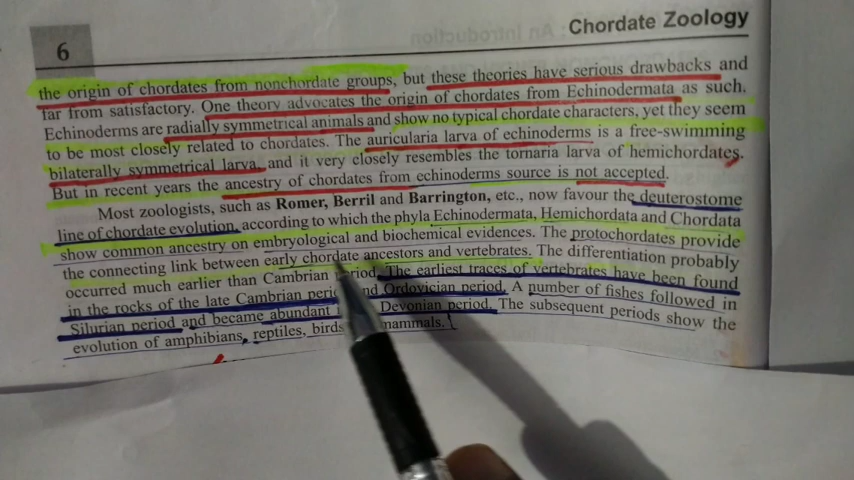 6
Chordate Zoology
the origin of chordates from nonchordate groups, but these theories have serious drawbacks and
far from satisfactory. One theory advocates the origin of chordates from Echinodermata as such.
Echinoderms are radially symmetrical animals and show no typical chordate characters, yet they seem
to be most closely related to chordates. The auricularia larva of echinoderms is a free-swimming
bilaterally symmetrical larva, and it very closely resembles the tornaria larva of hemichordates.
But in recent years the ancestry of chordates from echinoderms source is not accepted.
Most zoologists, such as Romer, Berril and Barrington, etc., now favour the deuterostome
line of chordate evolution, according to which the phyla Echinodermata, Hemichordata and Chordata
show common ancestry on embryological and biochemical evidences. The protochordates provide
the connecting link between early chordate ancestors and vertebrates. The differentiation probably
occurred much earlier than Cambrian period. The earliest traces of vertebrates have been found
in the rocks of the late Cambrian and Ordovician period. A number of fishes followed in
Silurian period and became abundant Devonian period. The subsequent periods show the
evolution of amphibians, reptiles, birds mammals.